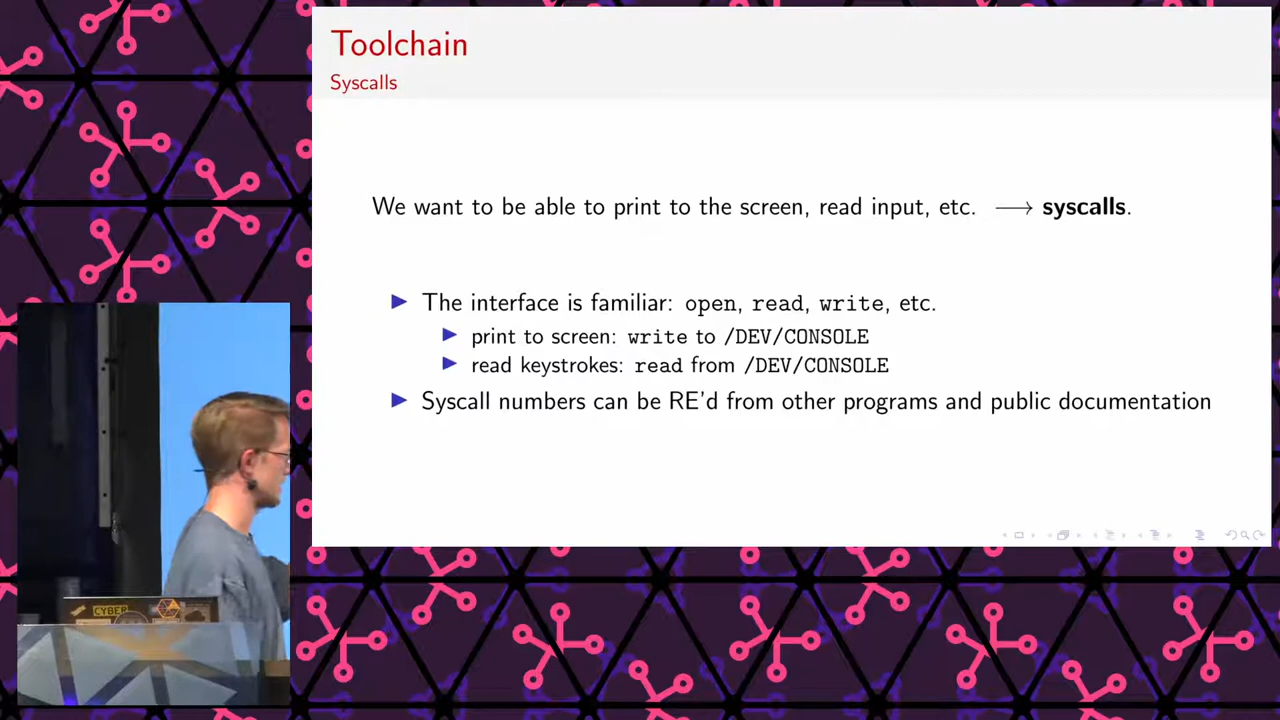 Toolchain
Syscalls
We want to be able to print to the screen, read input, etc. ⟶ syscalls.
▶ The interface is familiar: open, read, write, etc.
▶ print to screen: write to /DEV/CONSOLE
▶ read keystrokes: read from /DEV/CONSOLE
▶ Syscall numbers can be RE'd from other programs and public documentation
CYBER